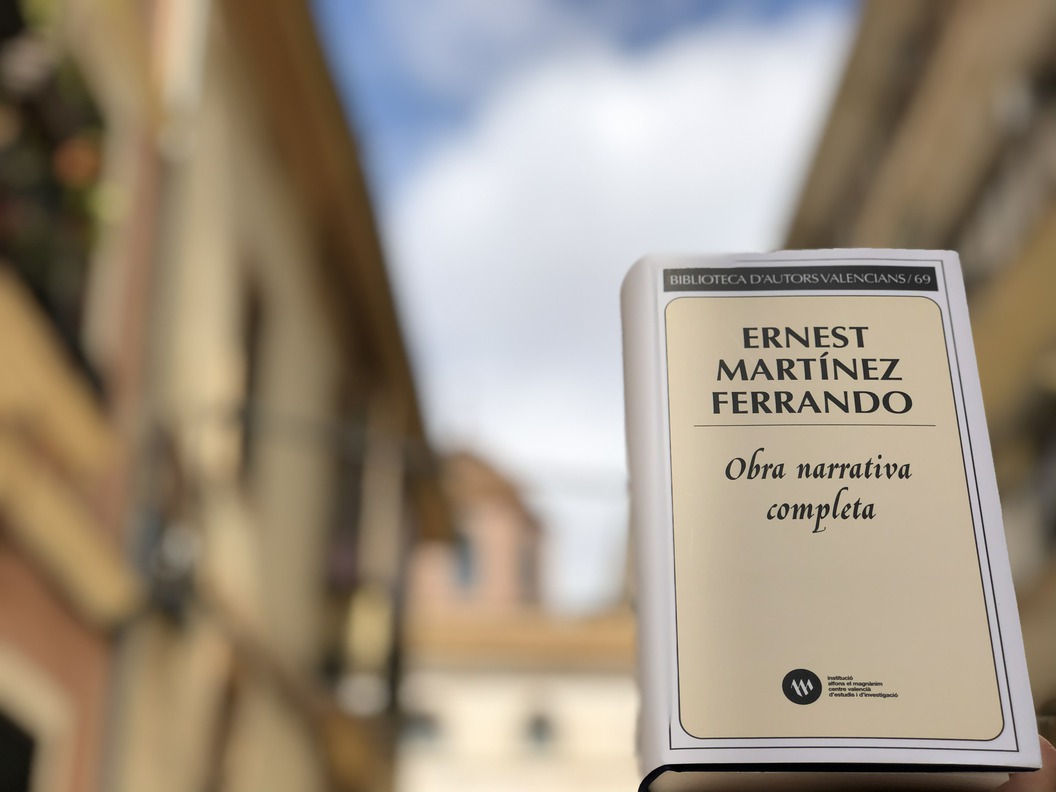 BIBLIOTECA D'AUTORS VALENCIANS/69
ERNEST
MARTÍNEZ
FERRANDO
Obra narrativa
completa
institució
alfons el magnànim
centre valencià
d'estudis i d'investigació